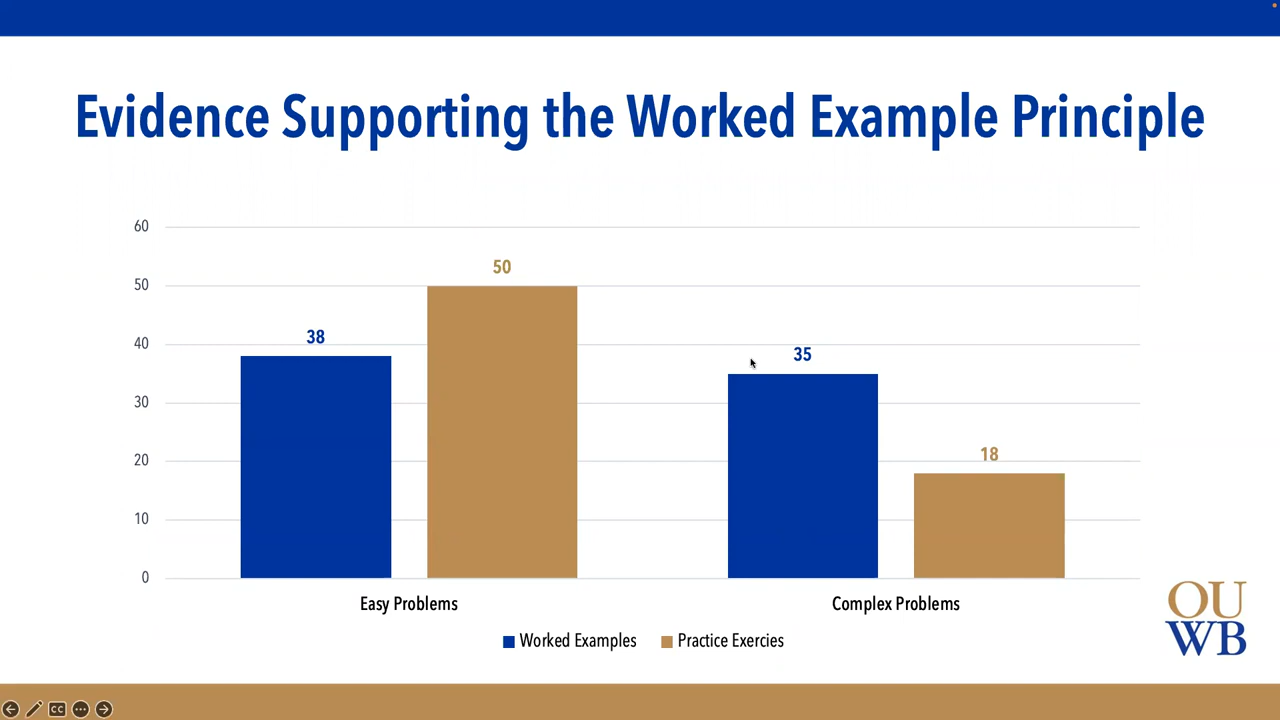 Evidence Supporting the Worked Example Principle
60
50
40
30
20
10
0
38
50
35
18
Easy Problems
Complex Problems
Worked Examples
Practice Exercies
OU
WB
CC